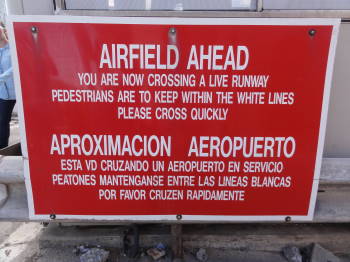 AIRFIELD AHEAD
YOU ARE NOW CROSSING A LIVE RUNWAY
PEDESTRIANS ARE TO KEEP WITHIN THE WHITE LINES
PLEASE CROSS QUICKLY
APROXIMACION AEROPUERTO
ESTA VD CRUZANDO UN AEROPUERTO EN SERVICIO
PEATONES MANTENGANSE ENTRE LAS LINEAS BLANCAS
POR FAVOR CRUZEN RAPIDAMENTE